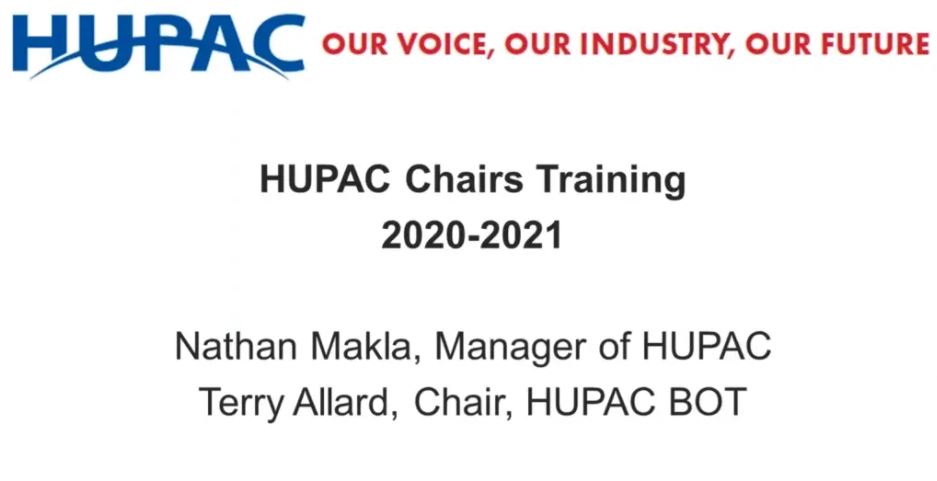 HUPAC OUR VOICE, OUR INDUSTRY, OUR FUTURE
HUPAC Chairs Training
2020-2021
Nathan Makla, Manager of HUPAC
Terry Allard, Chair, HUPAC BOT